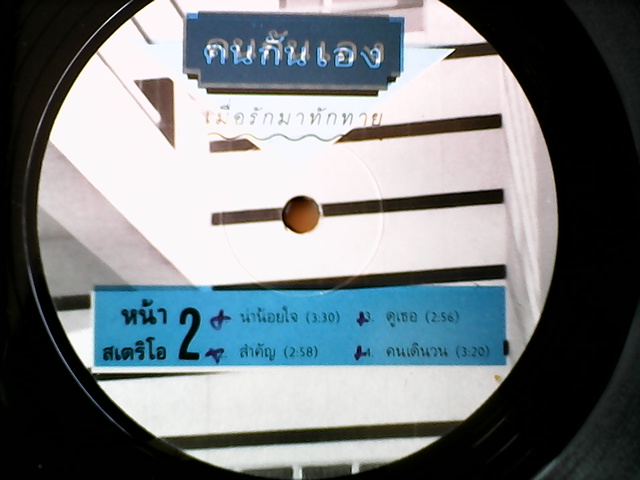 คนกันเอง
เมื่อรักมาทักทาย
หน้า 2
สเตริโอ
น่าน้อยใจ (3:30)
สำคัญ (2:58)
3. ดูเธอ (2:56)
4. คนเดินวน (3:20)